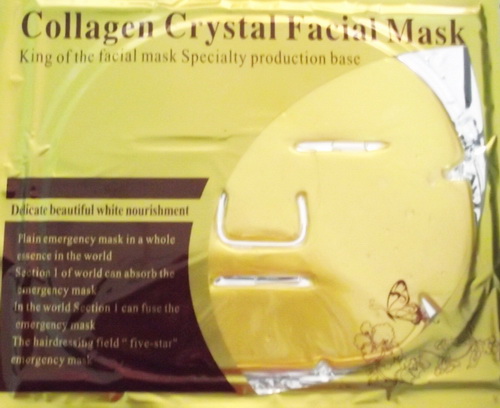 Collagen Crystal Facial Mask
King of the facial mask Specialty production base
Delicate beautiful white nourishment
Plain emergency mask in a whole
essence in the world
Section 1 of world can absorb the
emergency mask
In the world Section 1 can fuse the
emergency mask
The hairdressing field "five-star"
emergency mask